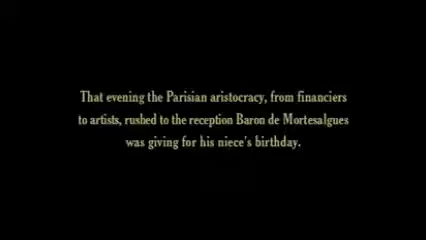 That evening the Parisian aristocracy, from financiers
to artists, rushed to the reception Baron de Mortesalgues
was giving for his niece's birthday.